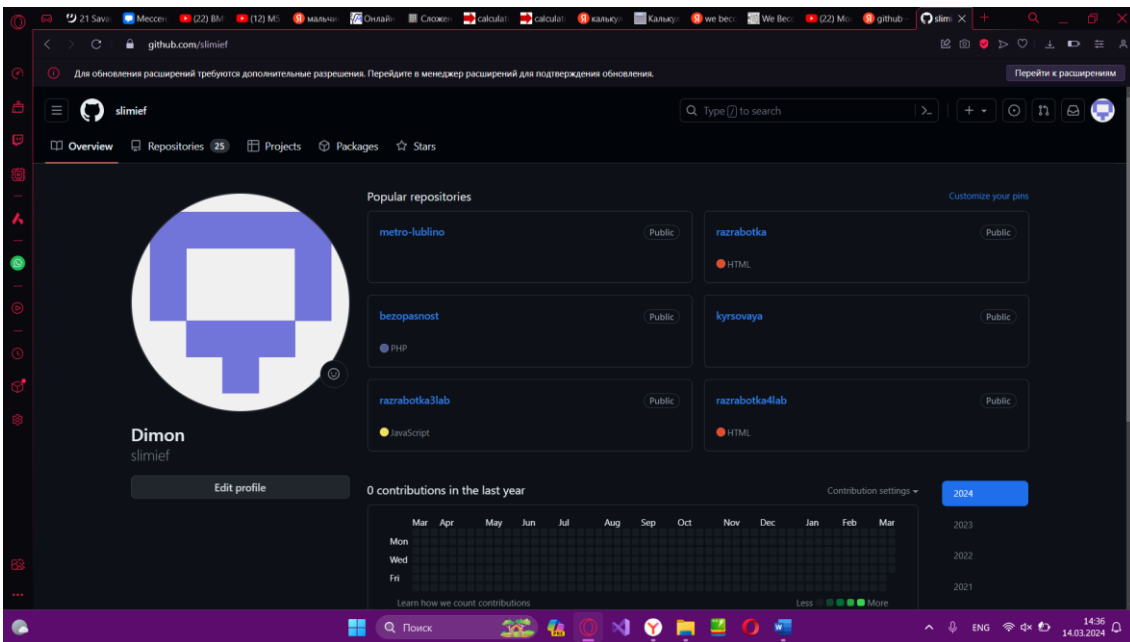 21 Sava
Мессен
(22) BM
(12) M5
мальчи
Онлайн
Сложен
calculat
calculat
калькул
Кальку
we becc
We Becc
(22) Mo
github –
slim
github.com/slimief
Для обновления расширений требуются дополнительные разрешения. Перейдите в менеджер расширений для подтверждения обновления.
Перейти к расширениям
slimief
Type / to search
Overview
Repositories 25
Projects
Packages
Stars
Popular repositories
Customize your pins
metro-lublino
Public
razrabotka
Public
HTML
bezopasnost
Public
PHP
kyrsovaya
Public
razrabotka3lab
Public
JavaScript
razrabotka4lab
Public
HTML
Dimon
slimief
Edit profile
0 contributions in the last year
Contribution settings
2024
2023
2022
2021
Mar Apr May Jun Jul Aug Sep Oct Nov Dec Jan Feb Mar
Mon
Wed
Fri
Learn how we count contributions
Less
More
Поиск
ENG
14:36
14.03.2024